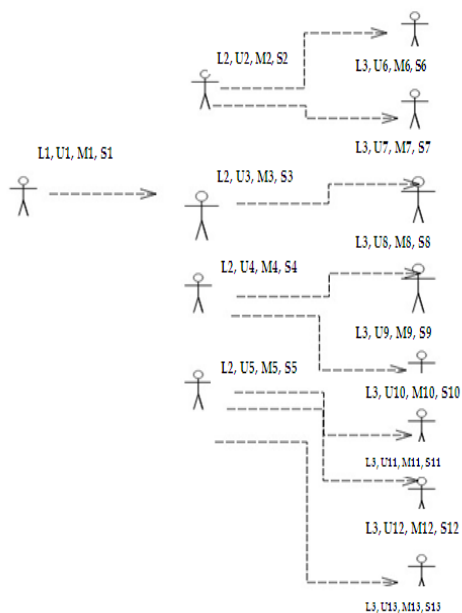 L2, U2, M2, S2
L3, U6, M6, S6
L1, U1, M1, S1
L3, U7, M7, S7
L2, U3, M3, S3
L3, U8, M8, S8
L2, U4, M4, S4
L3, U9, M9, S9
L2, U5, M5, S5
L3, U10, M10, S10
L3, U11, M11, S11
L3, U12, M12, S12
L3, U13, M13, S13